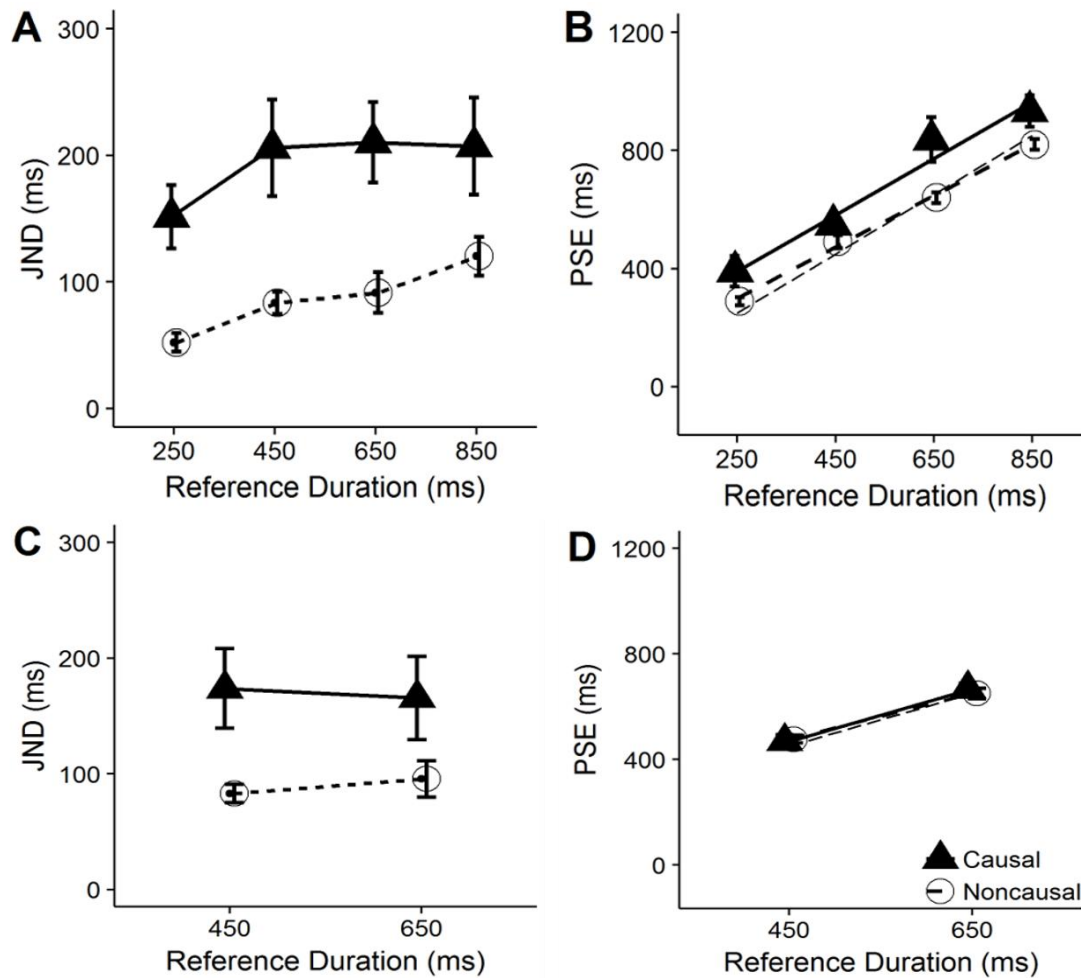 A
300
200
100
0
JND (ms)
250 450 650 850
Reference Duration (ms)
B
1200
800
400
0
PSE (ms)
250 450 650 850
Reference Duration (ms)
C
300
200
100
0
JND (ms)
450 650
Reference Duration (ms)
D
1200
800
400
0
PSE (ms)
Causal
Noncausal
450 650
Reference Duration (ms)